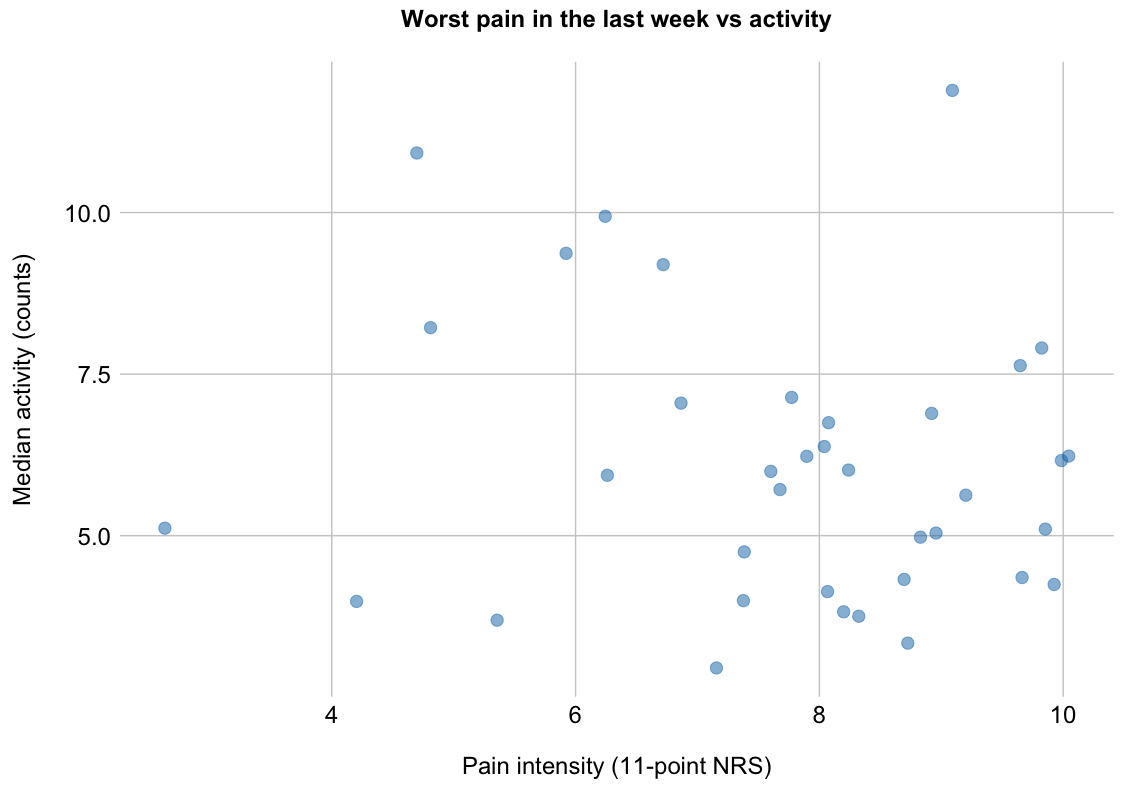 Worst pain in the last week vs activity
Median activity (counts)
10.0
7.5
5.0
4 6 8 10
Pain intensity (11-point NRS)